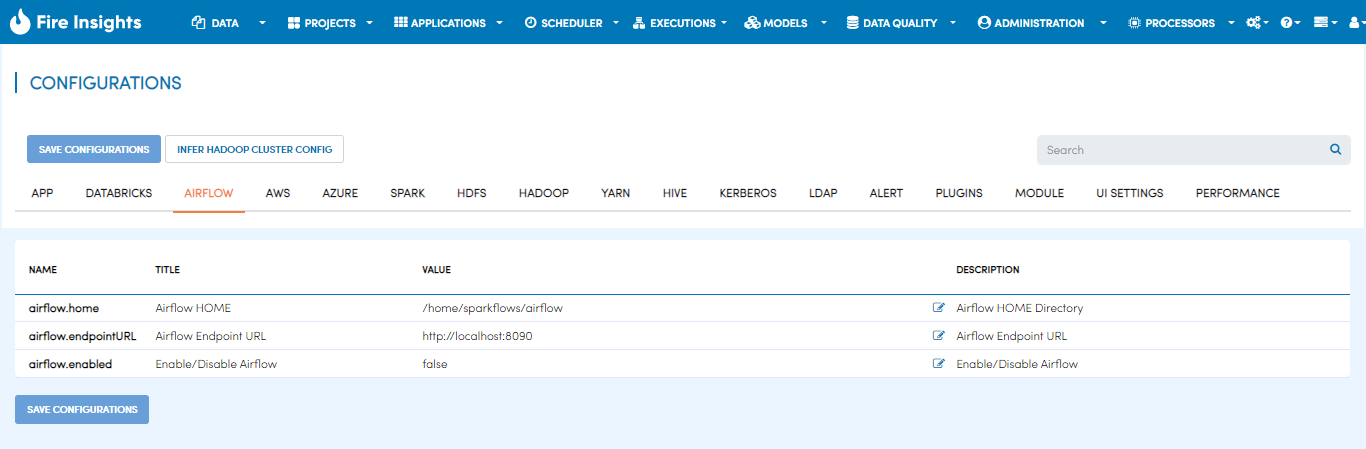 Fire Insights DATA PROJECTS APPLICATIONS SCHEDULER EXECUTIONS MODELS DATA QUALITY ADMINISTRATION PROCESSORS
CONFIGURATIONS
SAVE CONFIGURATIONS INFER HADOOP CLUSTER CONFIG Search
APP DATABRICKS AIRFLOW AWS AZURE SPARK HDFS HADOOP YARN HIVE KERBEROS LDAP ALERT PLUGINS MODULE UI SETTINGS PERFORMANCE
NAME TITLE VALUE DESCRIPTION
airflow.home Airflow HOME /home/sparkflows/airflow Airflow HOME Directory
airflow.endpointURL Airflow Endpoint URL http://localhost:8090 Airflow Endpoint URL
airflow.enabled Enable/Disable Airflow false Enable/Disable Airflow
SAVE CONFIGURATIONS